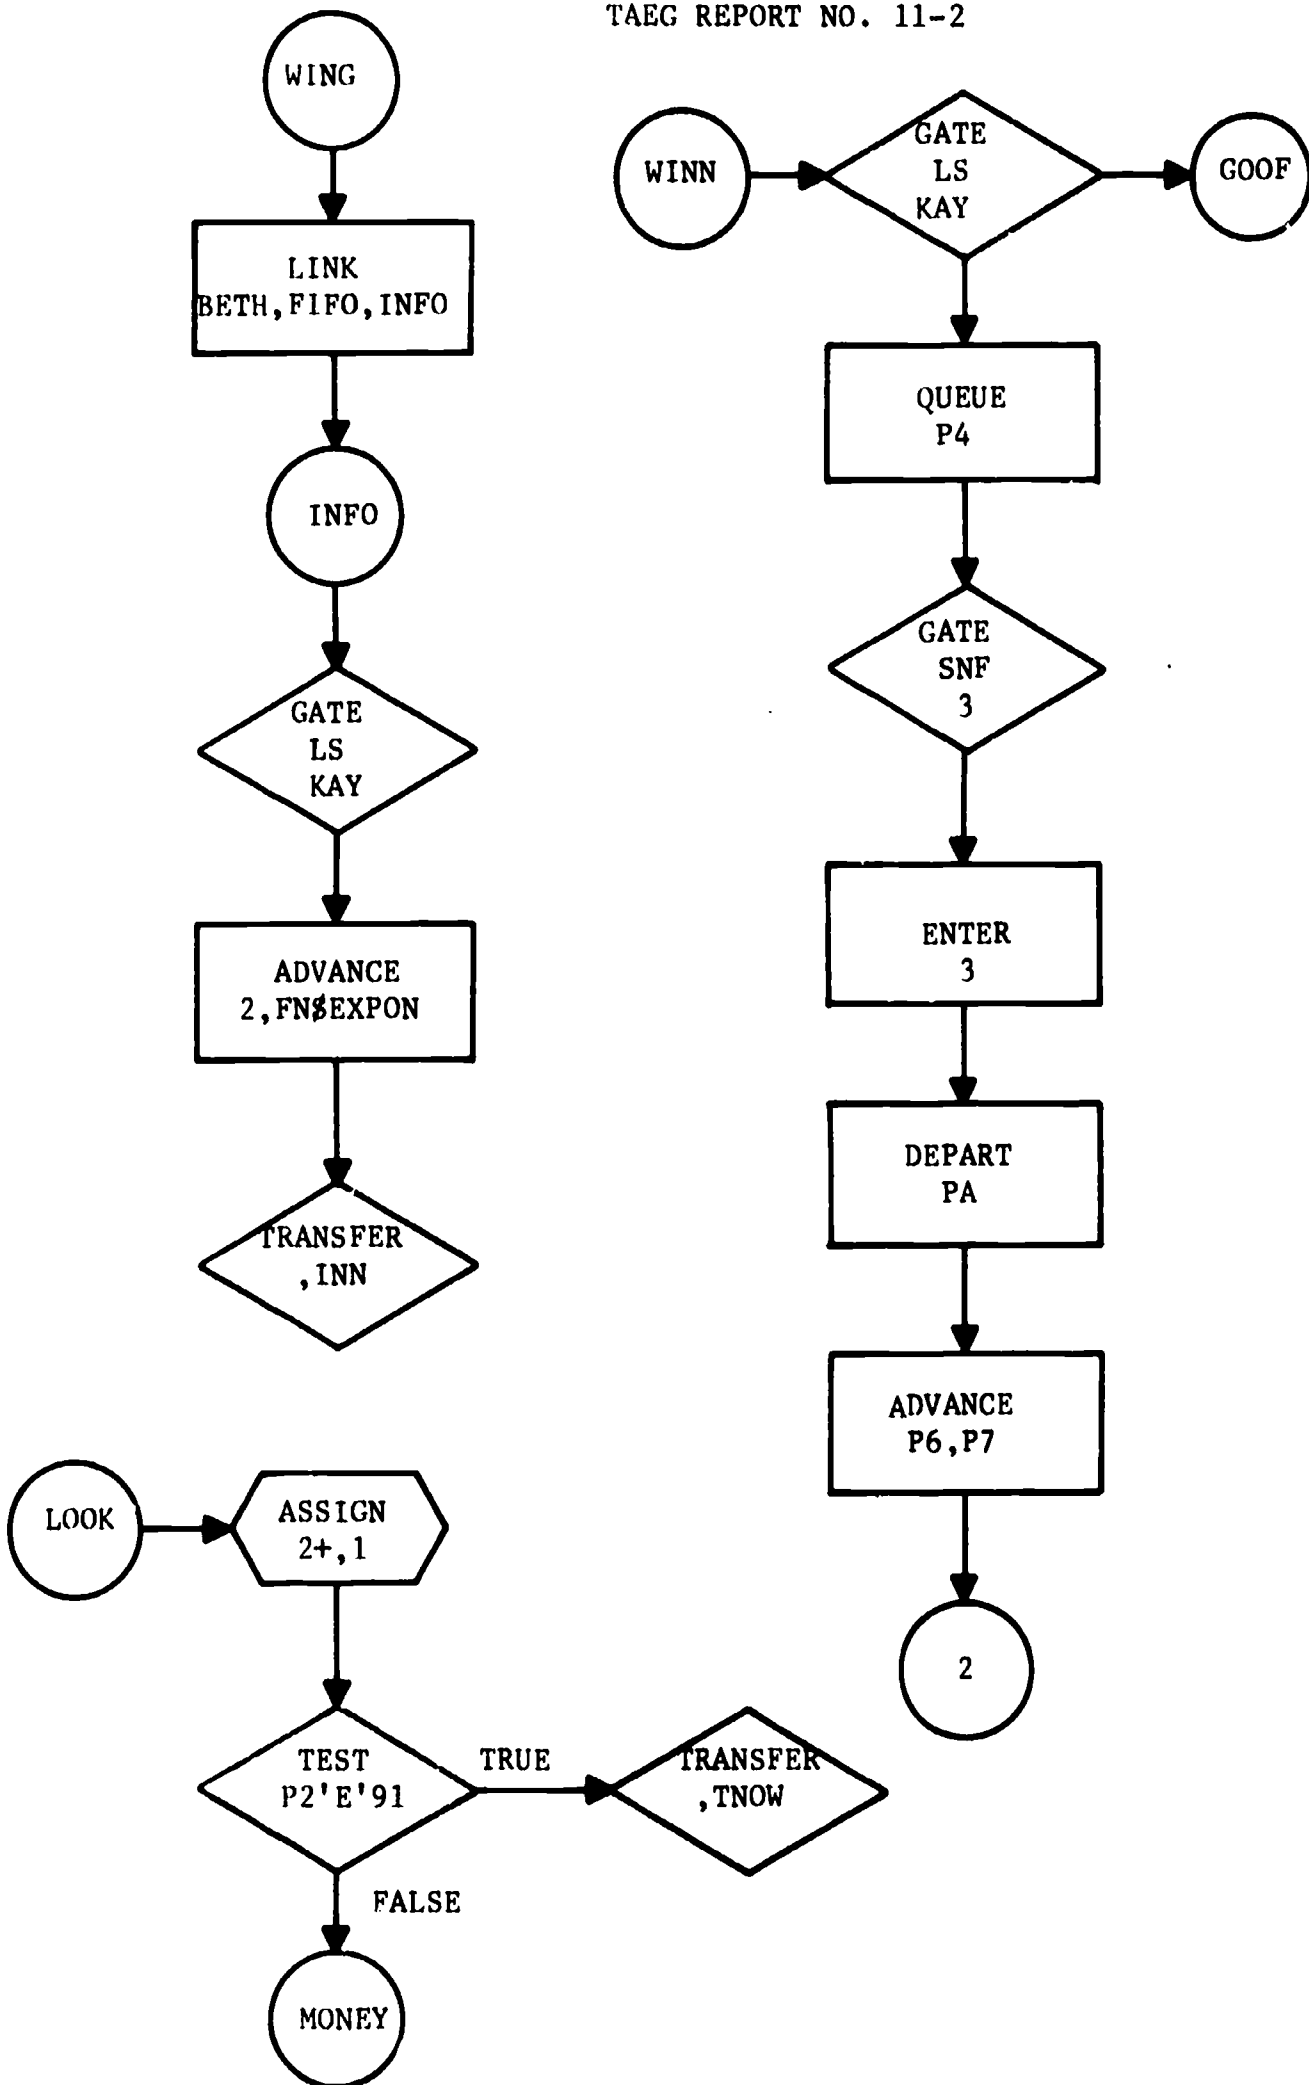 TAEG REPORT NO. 11-2
WING
LINK
BETH,FIFO,INFO
INFO
GATE
LS
KAY
ADVANCE
2,FN$EXPON
TRANSFER
,INN
WINN
GATE
LS
KAY
GOOF
QUEUE
P4
GATE
SNF
3
ENTER
3
DEPART
PA
ADVANCE
P6,P7
2
LOOK
ASSIGN
2+,1
TEST
P2'E'91
TRUE
TRANSFER
,TNOW
FALSE
MONEY